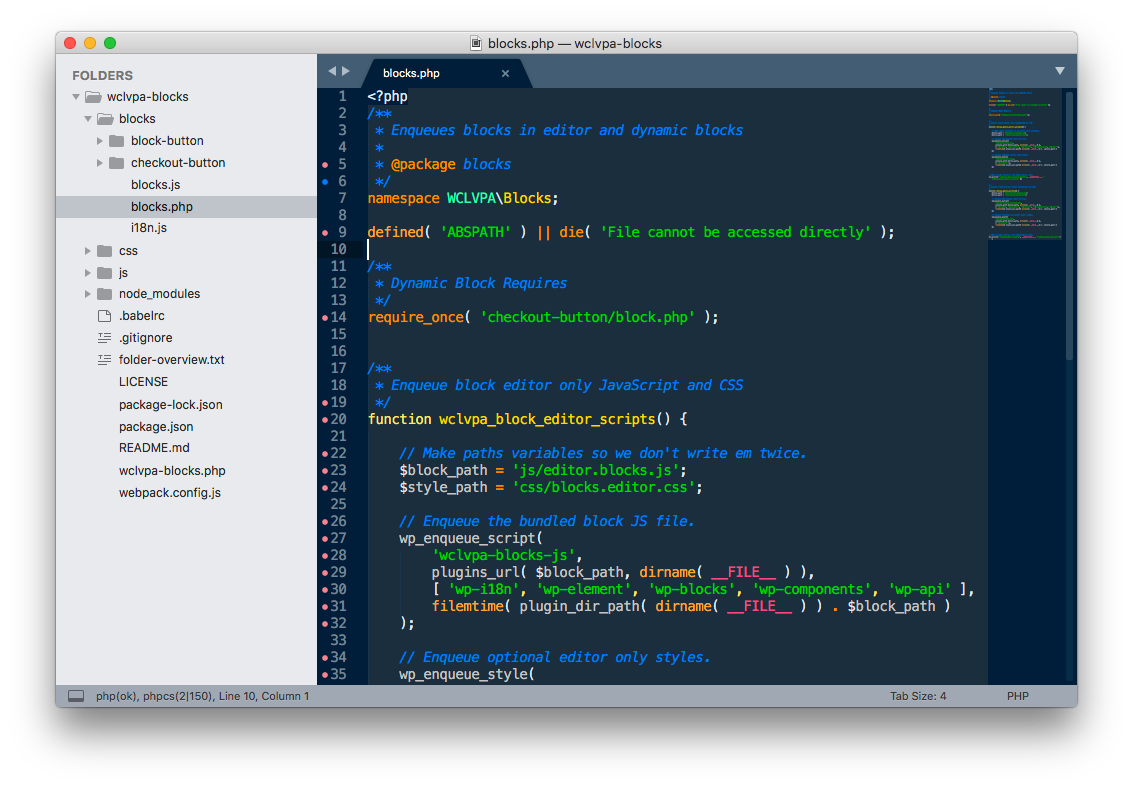 blocks.php — wclvpa-blocks
FOLDERS
wclvpa-blocks
blocks
block-button
checkout-button
blocks.js
blocks.php
i18n.js
css
js
node_modules
.babelrc
.gitignore
folder-overview.txt
LICENSE
package-lock.json
package.json
README.md
wclvpa-blocks.php
webpack.config.js
blocks.php ×
1 <?php
2 /**
3  * Enqueues blocks in editor and dynamic blocks
4  *
5  * @package blocks
6  */
7 namespace WCLVPA\Blocks;
8
9 defined( 'ABSPATH' ) || die( 'File cannot be accessed directly' );
10
11 /**
12  * Dynamic Block Requires
13  */
14 require_once( 'checkout-button/block.php' );
15
16
17 /**
18  * Enqueue block editor only JavaScript and CSS
19  */
20 function wclvpa_block_editor_scripts() {
21
22     // Make paths variables so we don't write em twice.
23     $block_path = 'js/editor.blocks.js';
24     $style_path = 'css/blocks.editor.css';
25
26     // Enqueue the bundled block JS file.
27     wp_enqueue_script(
28         'wclvpa-blocks-js',
29         plugins_url( $block_path, dirname( __FILE__ ) ),
30         [ 'wp-i18n', 'wp-element', 'wp-blocks', 'wp-components', 'wp-api' ],
31         filemtime( plugin_dir_path( dirname( __FILE__ ) ) . $block_path )
32     );
33
34     // Enqueue optional editor only styles.
35     wp_enqueue_style(
php(ok), phpcs(2|150), Line 10, Column 1
Tab Size: 4
PHP